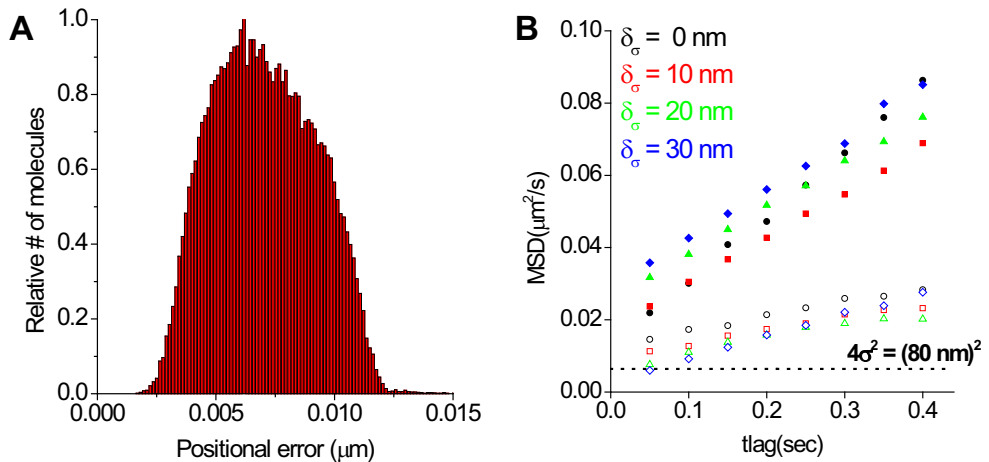 A
Relative # of molecules
1.0
0.8
0.6
0.4
0.2
0.0
0.000
0.005
0.010
0.015
Positional error (μm)
B
MSD(μm²/s)
0.10
0.08
0.06
0.04
0.02
0.00
δσ = 0 nm
δσ = 10 nm
δσ = 20 nm
δσ = 30 nm
4σ² = (80 nm)²
0.0
0.1
0.2
0.3
0.4
tlag(sec)